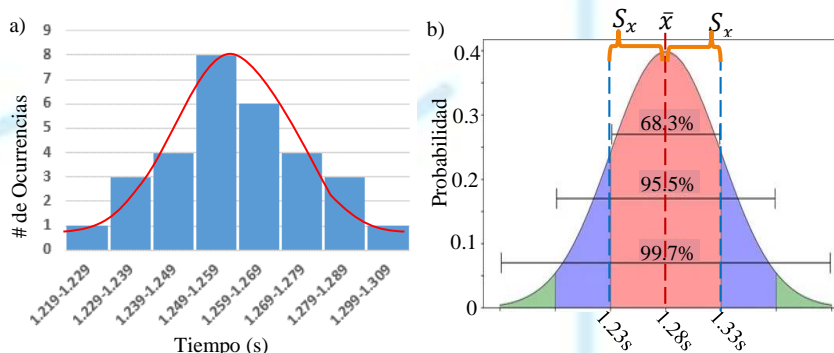 a)
9
8
7
6
5
4
3
2
1
0
# de Ocurrencias
1.219-1.229
1.229-1.239
1.239-1.249
1.249-1.259
1.259-1.269
1.269-1.279
1.279-1.289
1.299-1.309
Tiempo (s)
b)
Sₓ x̄ Sₓ
0.4
0.3
0.2
0.1
0
Probabilidad
68.3%
95.5%
99.7%
1.23s
1.28s
1.33s